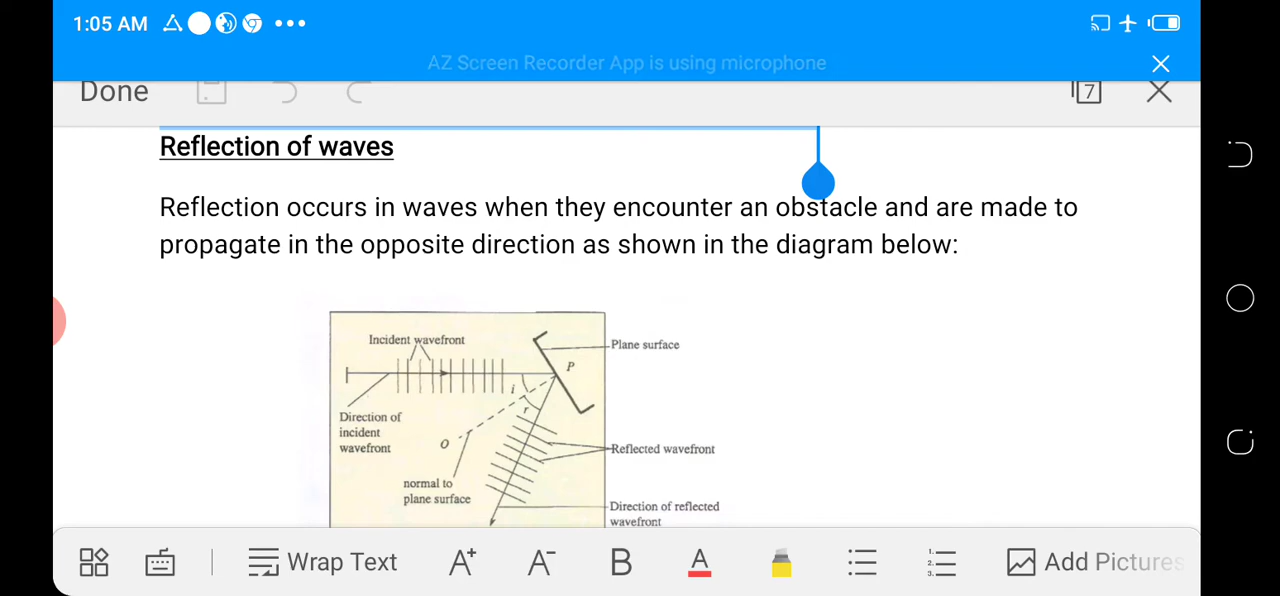 1:05 AM
AZ Screen Recorder App is using microphone
Done
7
Reflection of waves
Reflection occurs in waves when they encounter an obstacle and are made to
propagate in the opposite direction as shown in the diagram below:
Incident wavefront
Plane surface
P
i
Direction of
incident
wavefront
r
O
Reflected wavefront
normal to
plane surface
Direction of reflected
wavefront
Wrap Text
A+
A-
B
A
1.
2.
3.
Add Pictures